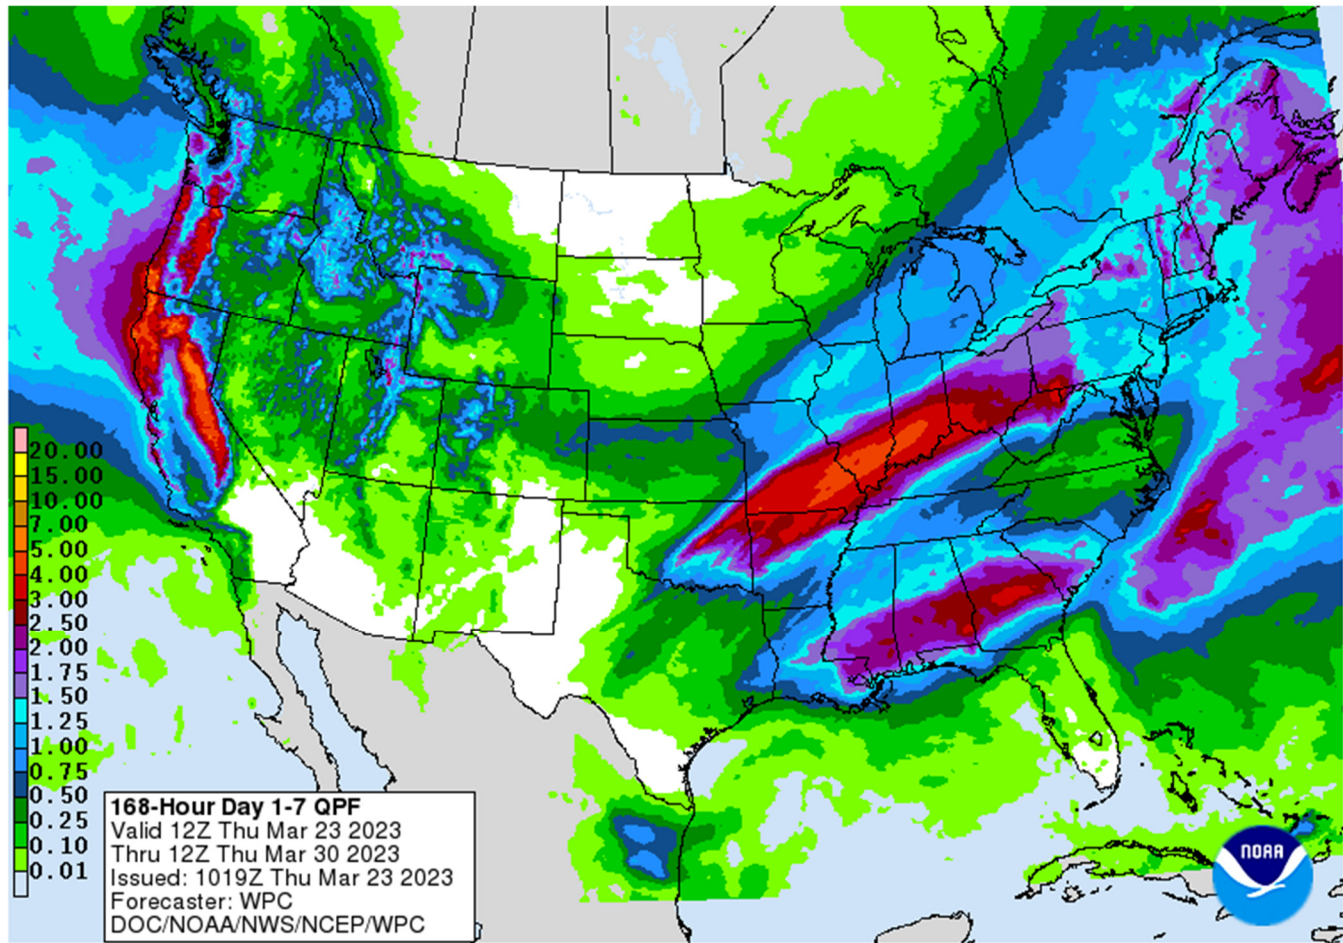 20.00
15.00
10.00
7.00
5.00
4.00
3.00
2.50
2.00
1.75
1.50
1.25
1.00
0.75
0.50
0.25
0.10
0.01
168-Hour Day 1-7 QPF
Valid 12Z Thu Mar 23 2023
Thru 12Z Thu Mar 30 2023
Issued: 1019Z Thu Mar 23 2023
Forecaster: WPC
DOC/NOAA/NWS/NCEP/WPC
NOAA